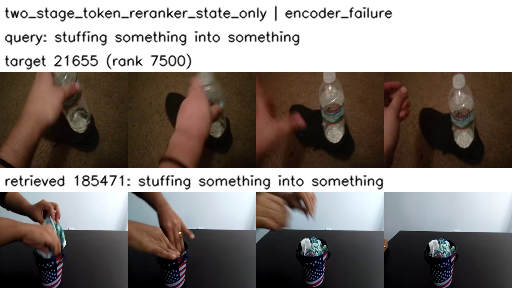 two_stage_token_reranker_state_only | encoder_failure
query: stuffing something into something
target 21655 (rank 7500)
retrieved 185471: stuffing something into something